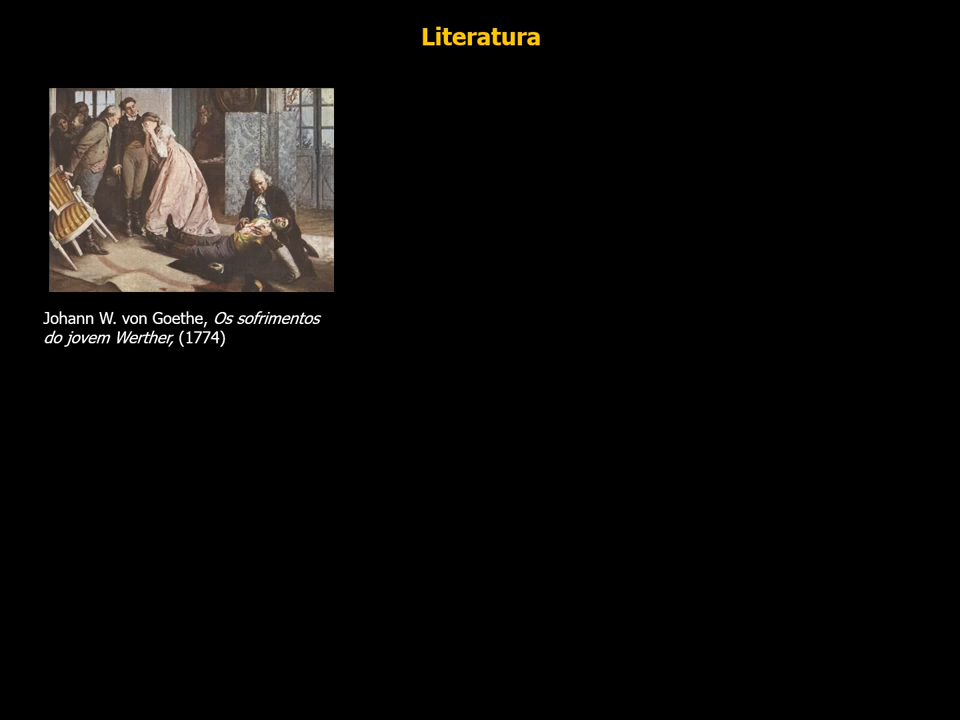 Literatura
Johann W. von Goethe, Os sofrimentos
do jovem Werther, (1774)